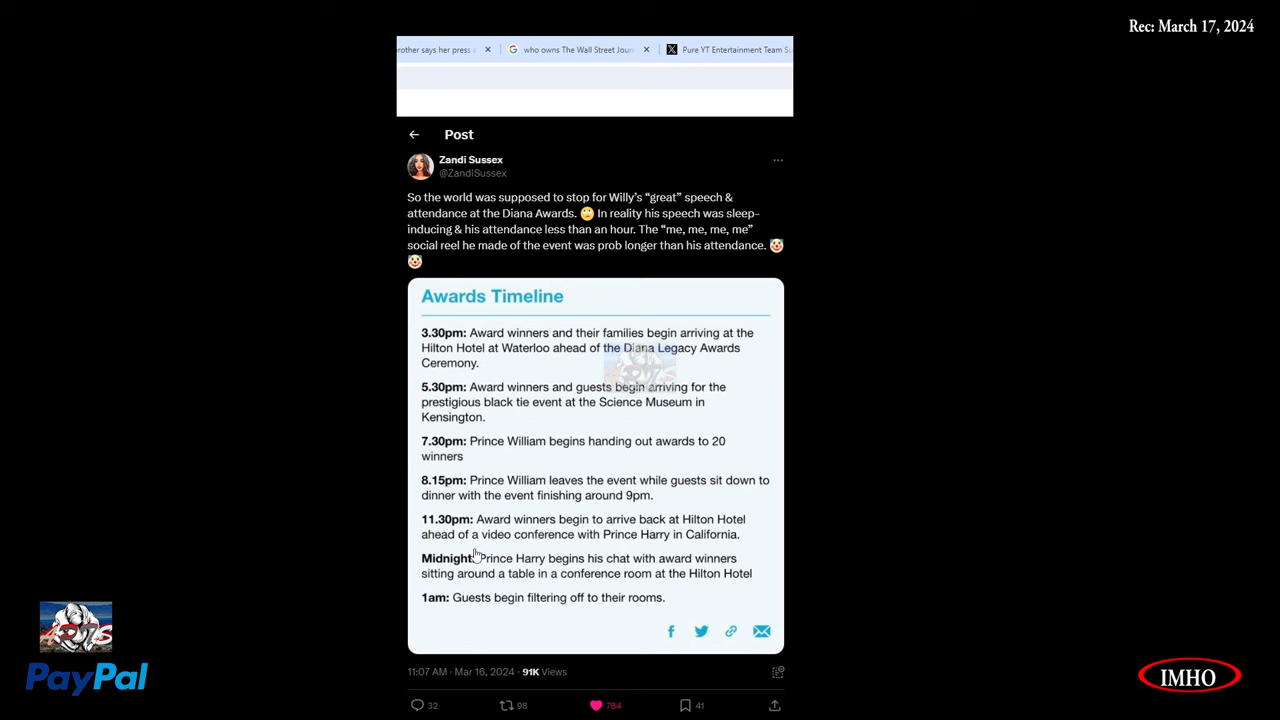 Rec: March 17, 2024
brother says her press a
who owns The Wall Street Jour
Pure YT Entertainment Team Su
Post
Zandi Sussex
@ZandiSussex
So the world was supposed to stop for Willy’s “great” speech &
attendance at the Diana Awards. 🙄 In reality his speech was sleep-
inducing & his attendance less than an hour. The “me, me, me, me”
social reel he made of the event was prob longer than his attendance. 🤡
🤡
Awards Timeline
3.30pm: Award winners and their families begin arriving at the
Hilton Hotel at Waterloo ahead of the Diana Legacy Awards
Ceremony.
5.30pm: Award winners and guests begin arriving for the
prestigious black tie event at the Science Museum in
Kensington.
7.30pm: Prince William begins handing out awards to 20
winners
8.15pm: Prince William leaves the event while guests sit down to
dinner with the event finishing around 9pm.
11.30pm: Award winners begin to arrive back at Hilton Hotel
ahead of a video conference with Prince Harry in California.
Midnight: Prince Harry begins his chat with award winners
sitting around a table in a conference room at the Hilton Hotel
1am: Guests begin filtering off to their rooms.
11:07 AM · Mar 16, 2024 · 91K Views
32
98
784
41
PayPal
IMHO